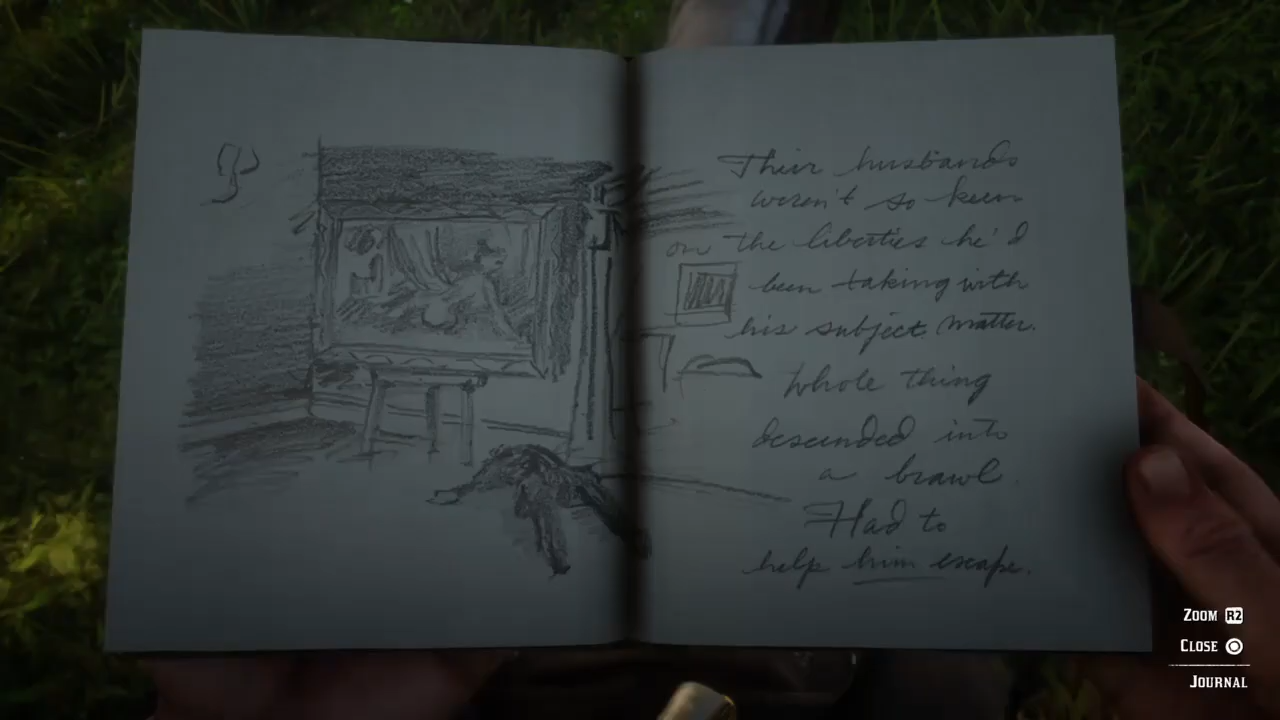 Their husbands
weren't so keen
on the liberties he'd
been taking with
his subject matter.
Whole thing
descended into
a brawl.
Had to
help him escape.
ZOOM R2
CLOSE
JOURNAL